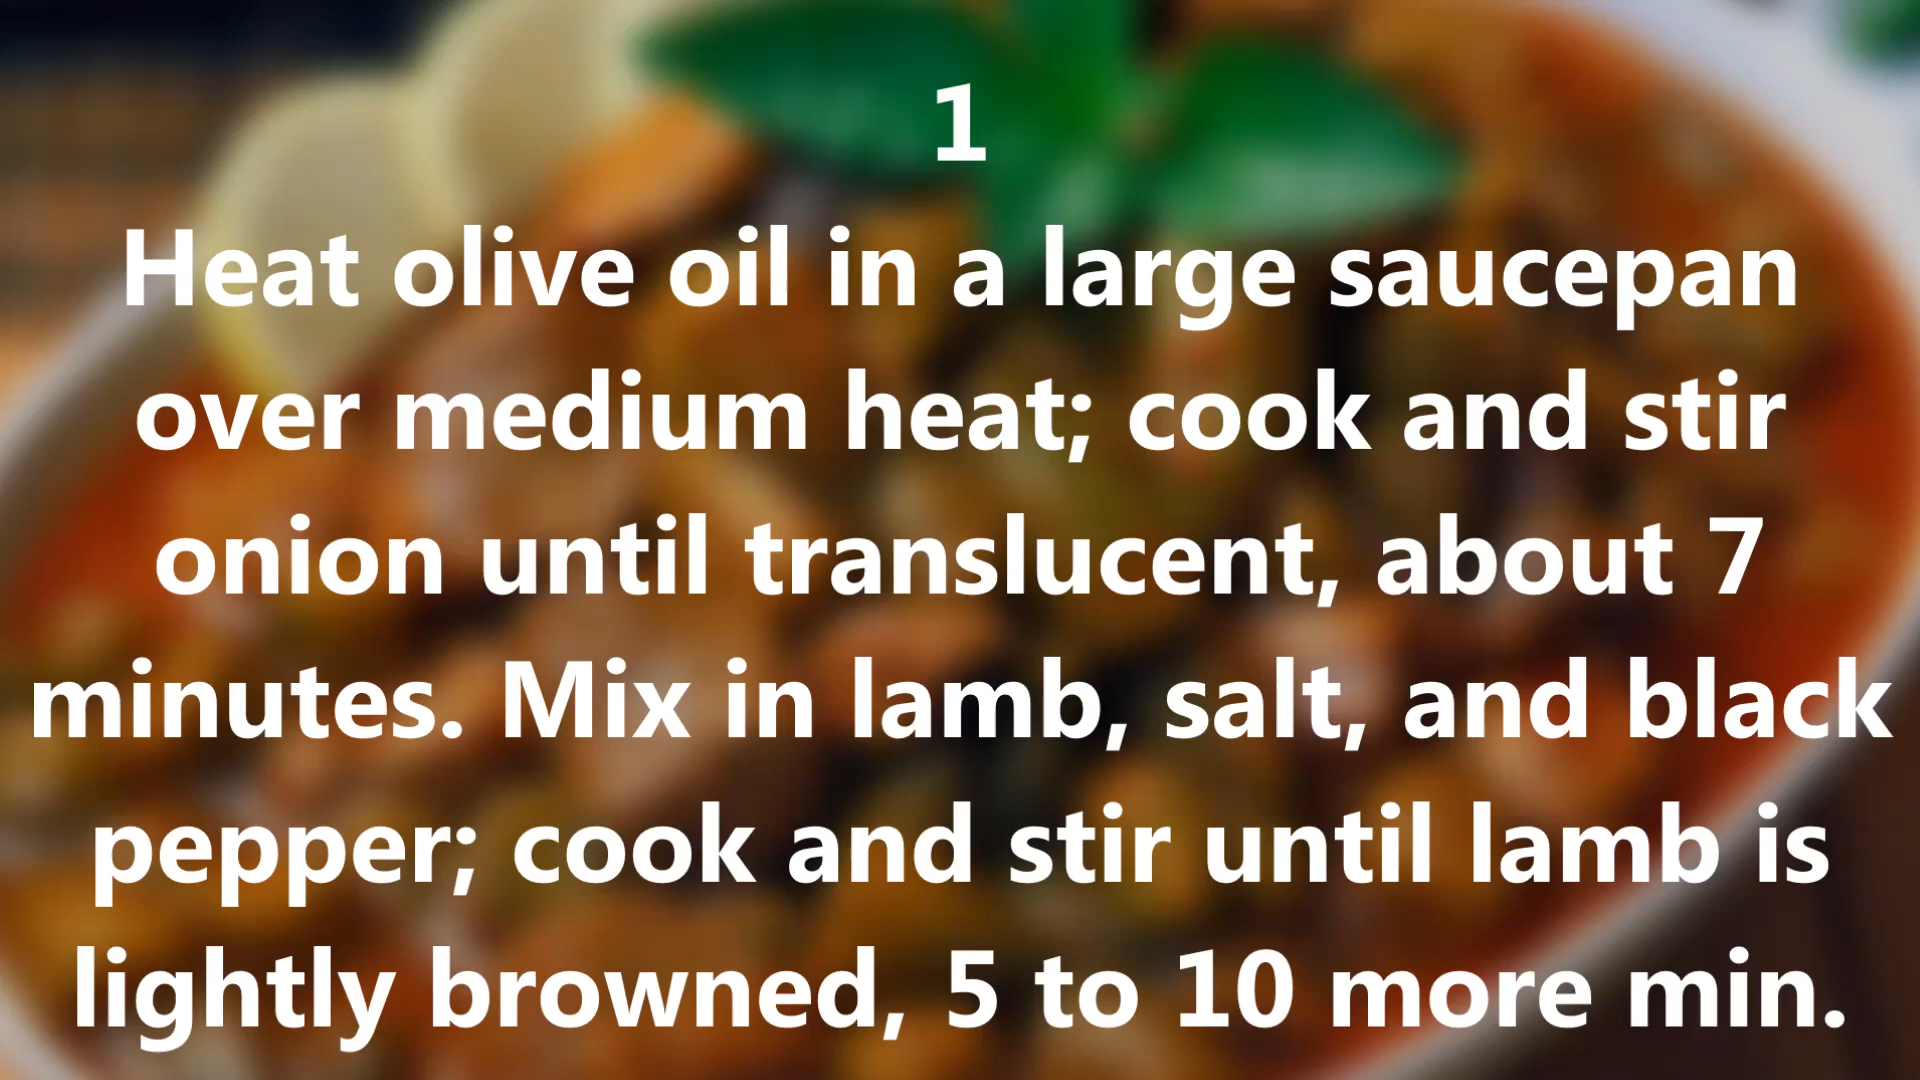 1
Heat olive oil in a large saucepan
over medium heat; cook and stir
onion until translucent, about 7
minutes. Mix in lamb, salt, and black
pepper; cook and stir until lamb is
lightly browned, 5 to 10 more min.